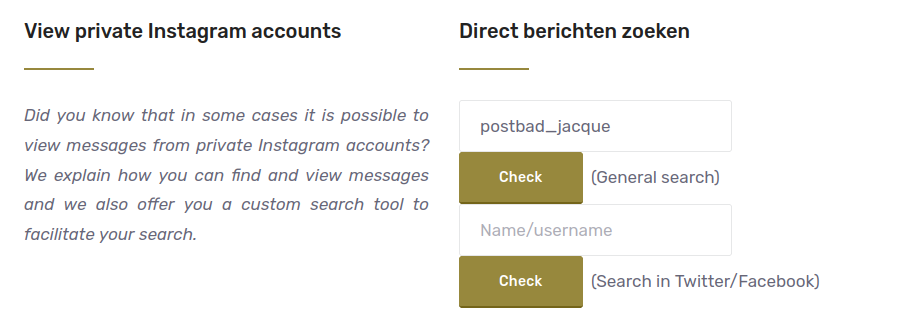 View private Instagram accounts
Did you know that in some cases it is possible to
view messages from private Instagram accounts?
We explain how you can find and view messages
and we also offer you a custom search tool to
facilitate your search.
Direct berichten zoeken
postbad_jacque
Check (General search)
Name/username
Check (Search in Twitter/Facebook)